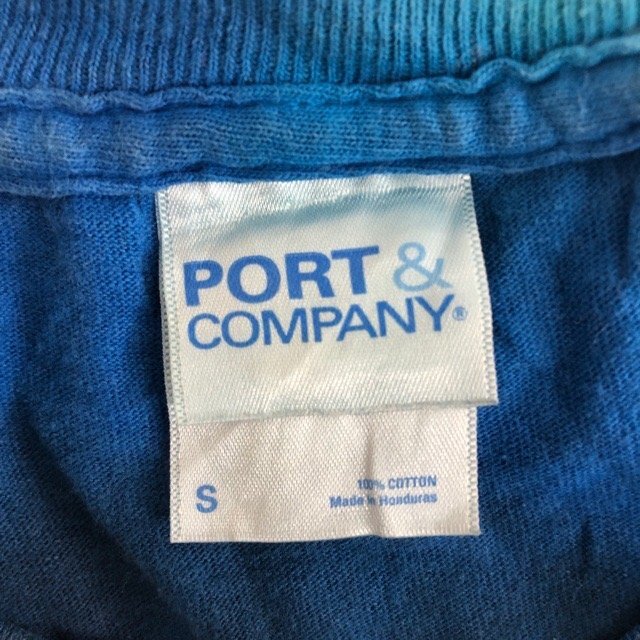 PORT &
COMPANY®
S
100% COTTON
Made in Honduras